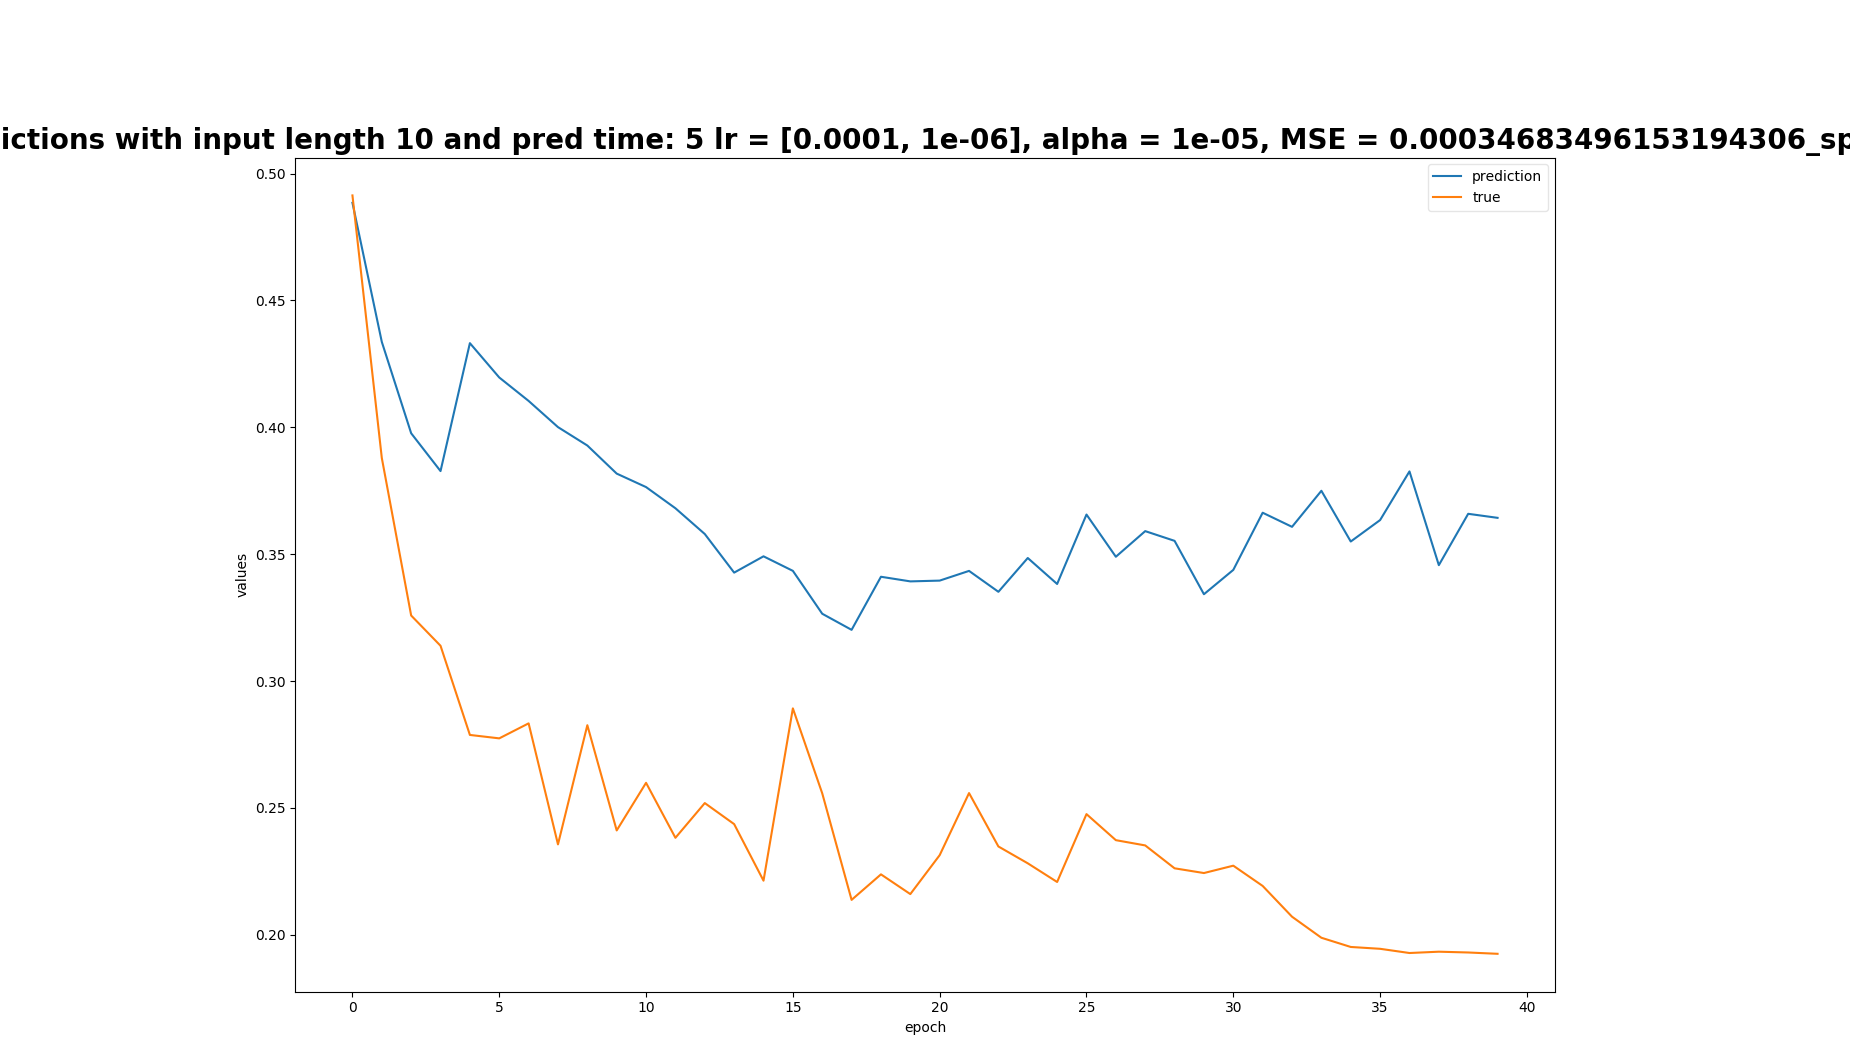 ictions with input length 10 and pred time: 5 lr = [0.0001, 1e-06], alpha = 1e-05, MSE = 0.00034683496153194306_sp
prediction
true
0.50
0.45
0.40
0.35
0.30
0.25
0.20
values
0 5 10 15 20 25 30 35 40
epoch